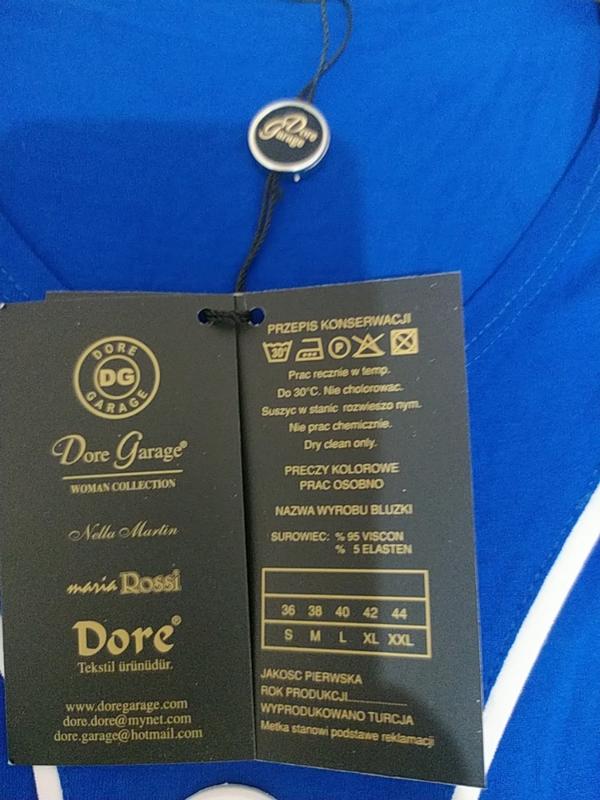 Dore
Garage
DORE
DG
GARAGE
Dore Garage®
WOMAN COLLECTION
Nella Martin
maria Rossi
Dore®
Tekstil ürünüdür.
www.doregarage.com
dore.dore@mynet.com
dore.garage@hotmail.com
PRZEPIS KONSERWACJI
30° P
Prac recznie w temp.
Do 30°C. Nie cholorowac.
Suszyc w stanic rozwieszo nym.
Nie prac chemicznie.
Dry clean only.
PRECZY KOLOROWE
PRAC OSOBNO
NAZWA WYROBU BLUZKI
SUROWIEC: % 95 VISCON
% 5 ELASTEN
36 38 40 42 44
S M L XL XXL
JAKOSC PIERWSKA
ROK PRODUKCJI..................
WYPRODUKOWANO TURCJA
Metka stanowi podstawe reklamacji